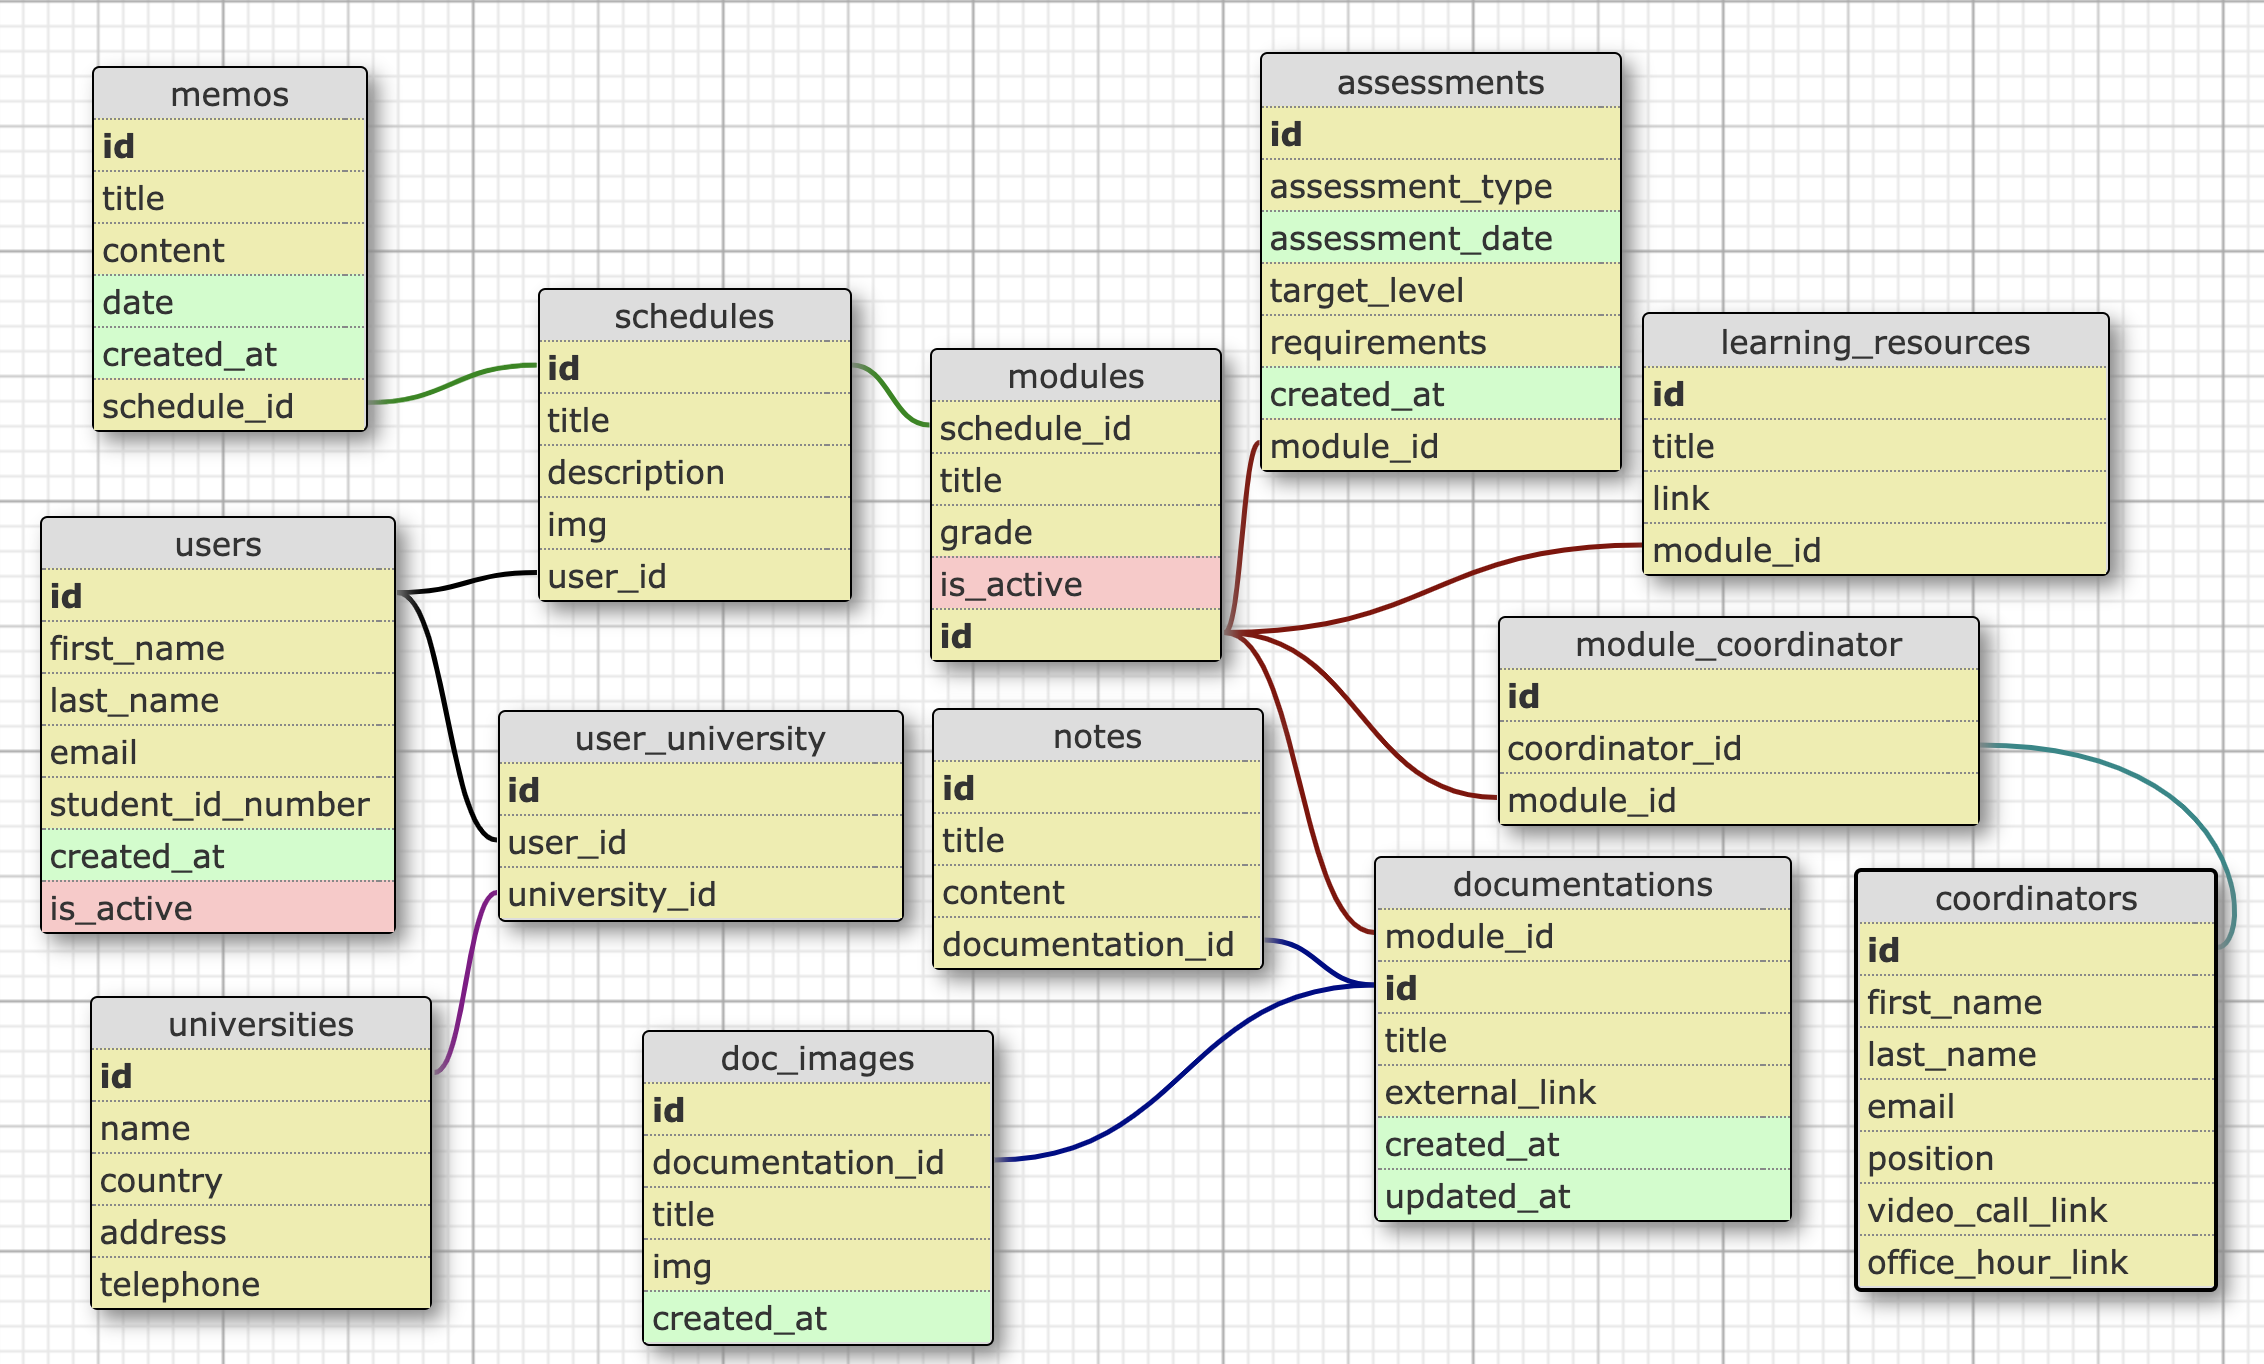 memos
id
title
content
date
created_at
schedule_id
schedules
id
title
description
img
user_id
modules
schedule_id
title
grade
is_active
id
assessments
id
assessment_type
assessment_date
target_level
requirements
created_at
module_id
learning_resources
id
title
link
module_id
users
id
first_name
last_name
email
student_id_number
created_at
is_active
user_university
id
user_id
university_id
notes
id
title
content
documentation_id
module_coordinator
id
coordinator_id
module_id
documentations
module_id
id
title
external_link
created_at
updated_at
coordinators
id
first_name
last_name
email
position
video_call_link
office_hour_link
universities
id
name
country
address
telephone
doc_images
id
documentation_id
title
img
created_at